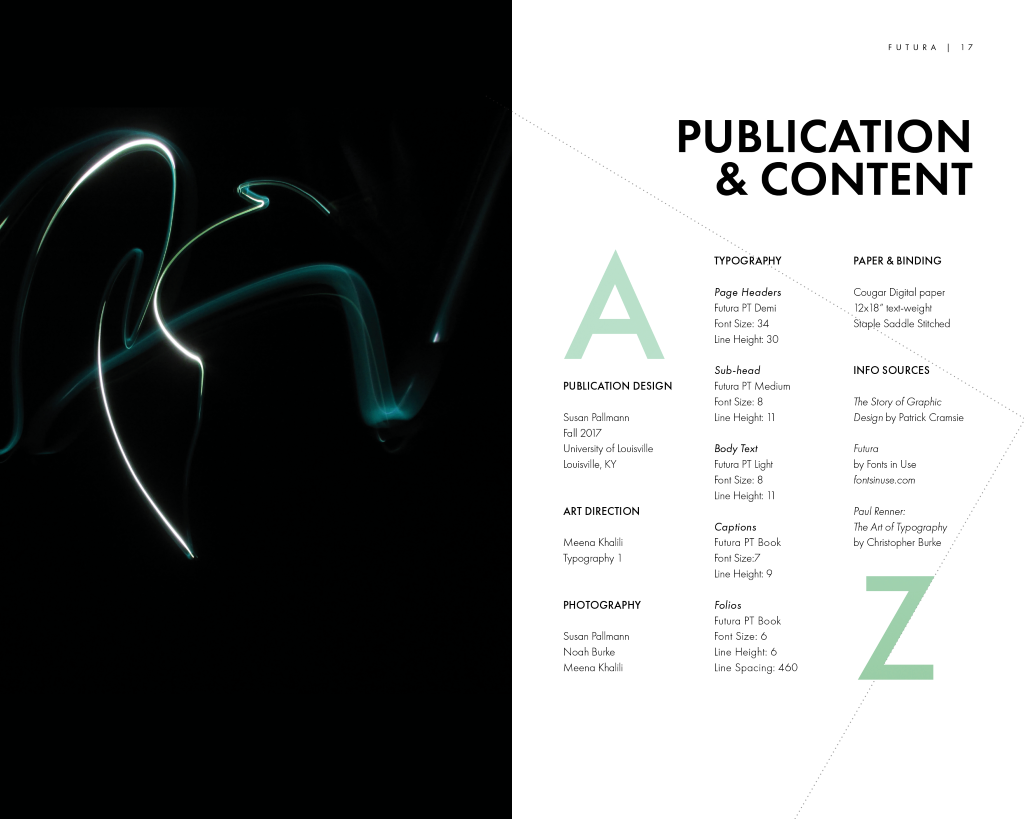 FUTURA | 17
PUBLICATION
& CONTENT
A
PUBLICATION DESIGN
Susan Pallmann
Fall 2017
University of Louisville
Louisville, KY
ART DIRECTION
Meena Khalili
Typography 1
PHOTOGRAPHY
Susan Pallmann
Noah Burke
Meena Khalili
TYPOGRAPHY
Page Headers
Futura PT Demi
Font Size: 34
Line Height: 30
Sub-head
Futura PT Medium
Font Size: 8
Line Height: 11
Body Text
Futura PT Light
Font Size: 8
Line Height: 11
Captions
Futura PT Book
Font Size:7
Line Height: 9
Folios
Futura PT Book
Font Size: 6
Line Height: 6
Line Spacing: 460
PAPER & BINDING
Cougar Digital paper
12x18" text-weight
Staple Saddle Stitched
INFO SOURCES
The Story of Graphic
Design by Patrick Cramsie
Futura
by Fonts in Use
fontsinuse.com
Paul Renner:
The Art of Typography
by Christopher Burke
Z